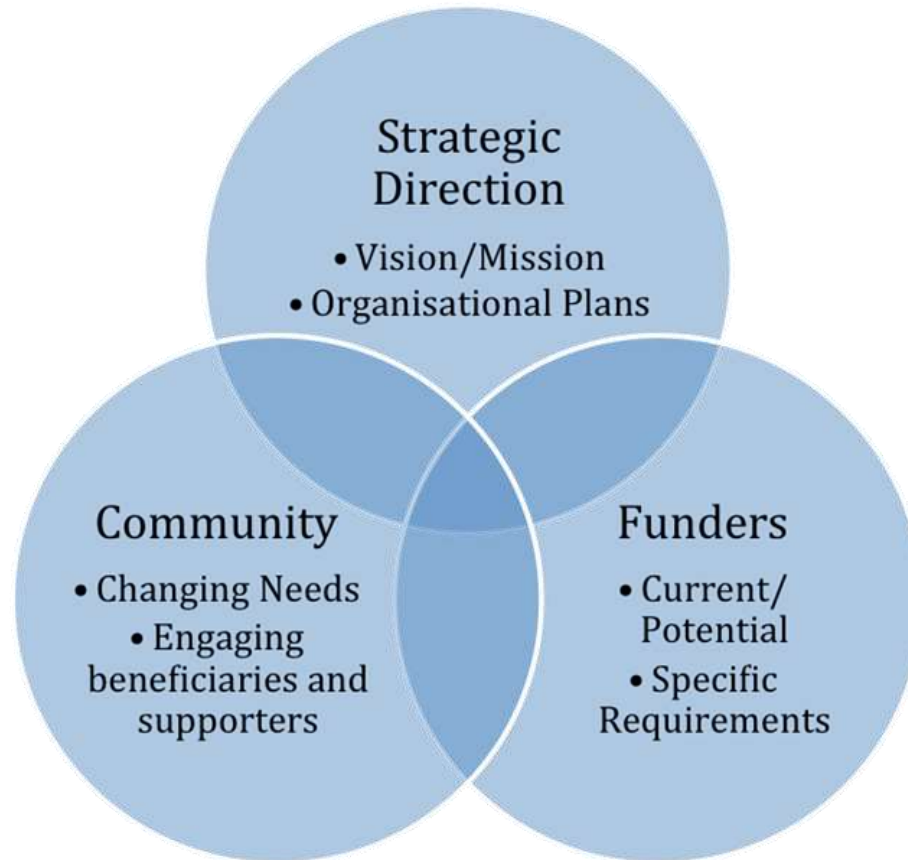 Strategic
Direction
• Vision/Mission
• Organisational Plans
Community
• Changing Needs
• Engaging
beneficiaries and
supporters
Funders
• Current/
Potential
• Specific
Requirements